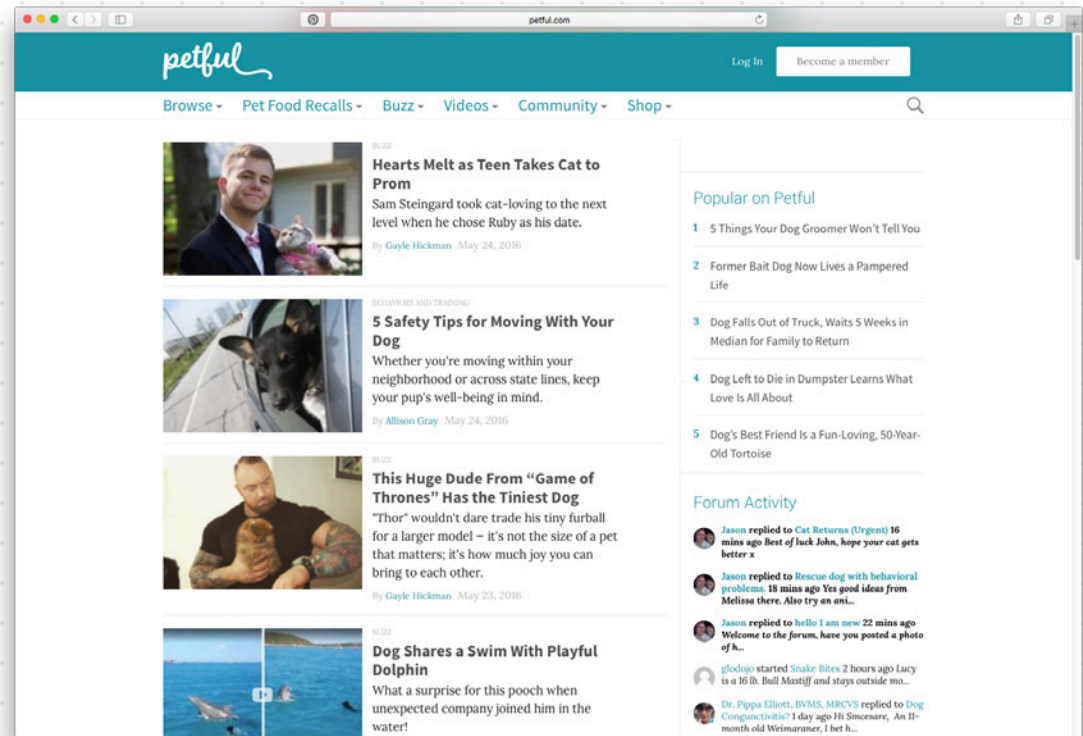 petful.com
petful
Log In
Become a member
Browse
Pet Food Recalls
Buzz
Videos
Community
Shop
BUZZ
Hearts Melt as Teen Takes Cat to
Prom
Sam Steingard took cat-loving to the next
level when he chose Ruby as his date.
By Gayle Hickman May 24, 2016
BEHAVIORS AND TRAINING
5 Safety Tips for Moving With Your
Dog
Whether you're moving within your
neighborhood or across state lines, keep
your pup's well-being in mind.
By Allison Gray May 24, 2016
BUZZ
This Huge Dude From “Game of
Thrones” Has the Tiniest Dog
"Thor" wouldn't dare trade his tiny furball
for a larger model — it's not the size of a pet
that matters; it's how much joy you can
bring to each other.
By Gayle Hickman May 23, 2016
BUZZ
Dog Shares a Swim With Playful
Dolphin
What a surprise for this pooch when
unexpected company joined him in the
water!
Popular on Petful
1 5 Things Your Dog Groomer Won't Tell You
2 Former Bait Dog Now Lives a Pampered
Life
3 Dog Falls Out of Truck, Waits 5 Weeks in
Median for Family to Return
4 Dog Left to Die in Dumpster Learns What
Love Is All About
5 Dog's Best Friend Is a Fun-Loving, 50-Year-
Old Tortoise
Forum Activity
Jason replied to Cat Returns (Urgent) 16
mins ago Best of luck John, hope your cat gets
better x
Jason replied to Rescue dog with behavioral
problems. 18 mins ago Yes good ideas from
Melissa there. Also try an ani...
Jason replied to hello I am new 22 mins ago
Welcome to the forum, have you posted a photo
of h...
glodojo started Snake Bites 2 hours ago Lucy
is a 16 lb. Bull Mastiff and stays outside mo...
Dr. Pippa Elliott, BVMS, MRCVS replied to Dog
Congunctivitis? 1 day ago Hi Smcesare, An 11-
month old Weimaraner, I bet h...